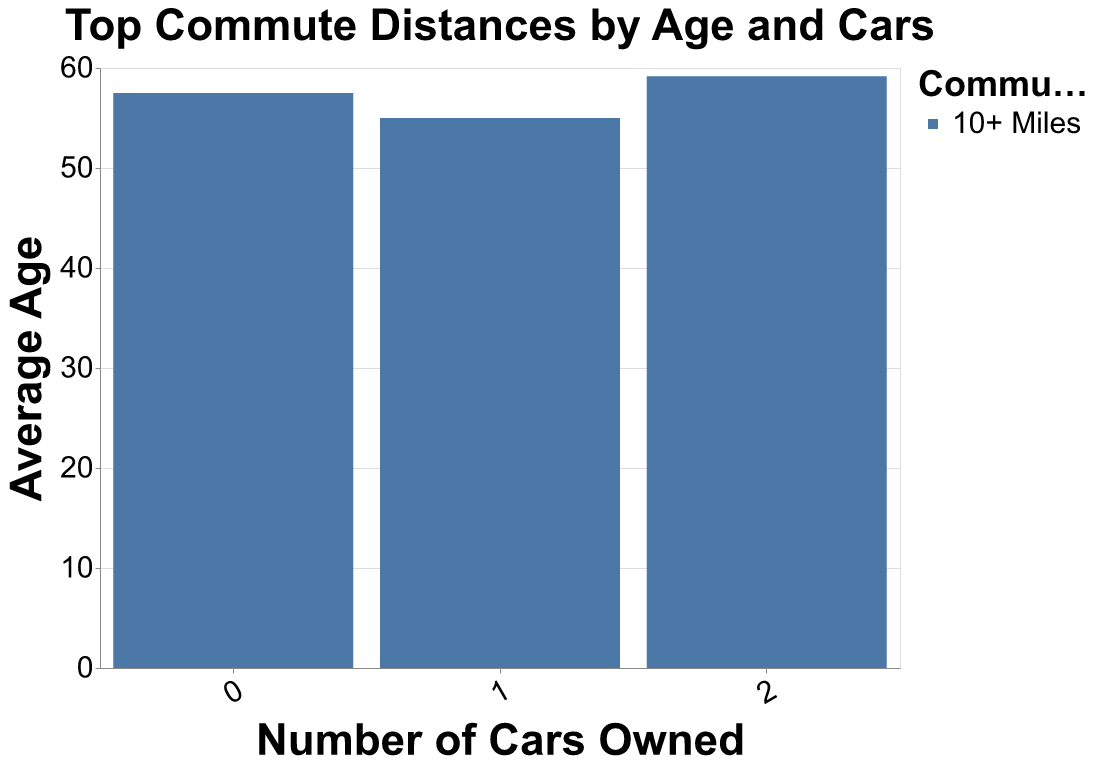 Top Commute Distances by Age and Cars
60
50
40
30
20
10
0
Average Age
0
1
2
Number of Cars Owned
Commu…
10+ Miles